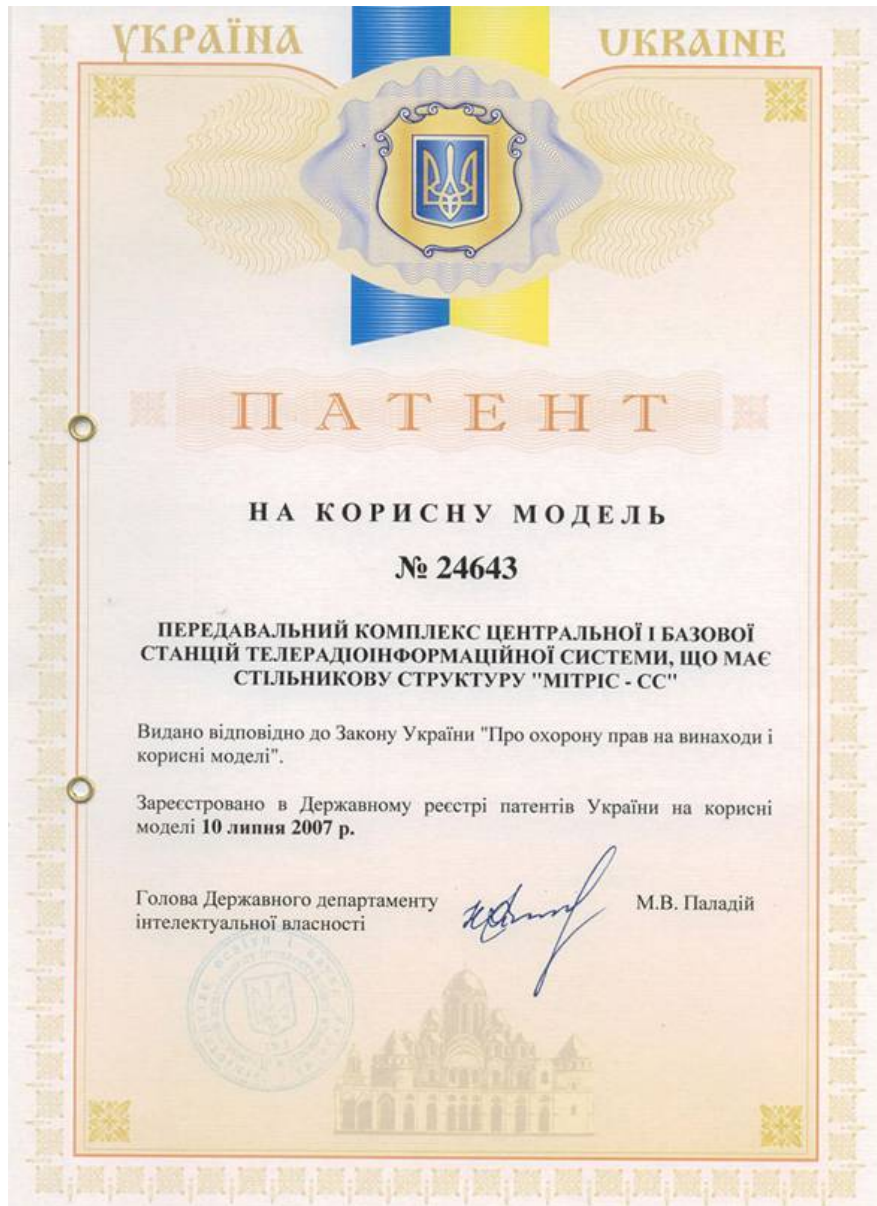 УКРАЇНА
UKRAINE
ПАТЕНТ
НА КОРИСНУ МОДЕЛЬ
№ 24643
ПЕРЕДАВАЛЬНИЙ КОМПЛЕКС ЦЕНТРАЛЬНОЇ І БАЗОВОЇ
СТАНЦІЙ ТЕЛЕРАДІОІНФОРМАЦІЙНОЇ СИСТЕМИ, ЩО МАЄ
СТІЛЬНИКОВУ СТРУКТУРУ "МІТРІС - СС"
Видано відповідно до Закону України "Про охорону прав на винаходи і
корисні моделі".
Зареєстровано в Державному реєстрі патентів України на корисні
моделі 10 липня 2007 р.
Голова Державного департаменту
інтелектуальної власності
М.В. Паладій